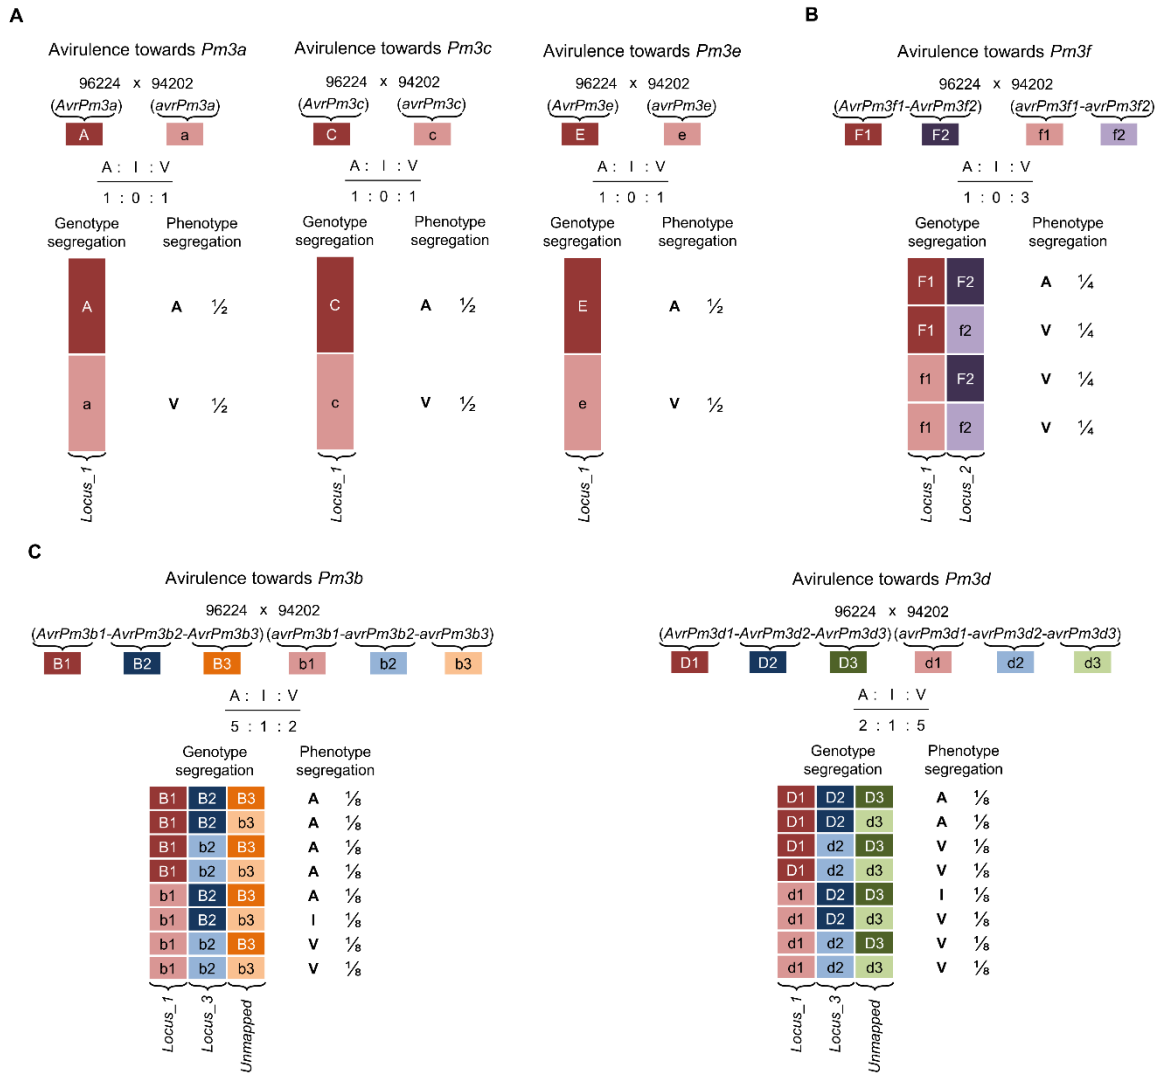 A
Avirulence towards Pm3a
96224 x 94202
(AvrPm3a) (avrPm3a)
A a
A : I : V
1 : 0 : 1
Genotype segregation
Phenotype segregation
A A ½
a V ½
Locus_1
Avirulence towards Pm3c
96224 x 94202
(AvrPm3c) (avrPm3c)
C c
A : I : V
1 : 0 : 1
Genotype segregation
Phenotype segregation
C A ½
c V ½
Locus_1
Avirulence towards Pm3e
96224 x 94202
(AvrPm3e) (avrPm3e)
E e
A : I : V
1 : 0 : 1
Genotype segregation
Phenotype segregation
E A ½
e V ½
Locus_1
B
Avirulence towards Pm3f
96224 x 94202
(AvrPm3f1-AvrPm3f2) (avrPm3f1-avrPm3f2)
F1 F2 f1 f2
A : I : V
1 : 0 : 3
Genotype segregation
Phenotype segregation
F1 F2 A ¼
F1 f2 V ¼
f1 F2 V ¼
f1 f2 V ¼
Locus_1
Locus_2
C
Avirulence towards Pm3b
96224 x 94202
(AvrPm3b1-AvrPm3b2-AvrPm3b3) (avrPm3b1-avrPm3b2-avrPm3b3)
B1 B2 B3 b1 b2 b3
A : I : V
5 : 1 : 2
Genotype segregation
Phenotype segregation
B1 B2 B3 A ⅛
B1 B2 b3 A ⅛
B1 b2 B3 A ⅛
B1 b2 b3 A ⅛
b1 B2 B3 A ⅛
b1 B2 b3 I ⅛
b1 b2 B3 V ⅛
b1 b2 b3 V ⅛
Locus_1
Locus_3
Unmapped
Avirulence towards Pm3d
96224 x 94202
(AvrPm3d1-AvrPm3d2-AvrPm3d3) (avrPm3d1-avrPm3d2-avrPm3d3)
D1 D2 D3 d1 d2 d3
A : I : V
2 : 1 : 5
Genotype segregation
Phenotype segregation
D1 D2 D3 A ⅛
D1 D2 d3 A ⅛
D1 d2 D3 V ⅛
D1 d2 d3 V ⅛
d1 D2 D3 I ⅛
d1 D2 d3 V ⅛
d1 d2 D3 V ⅛
d1 d2 d3 V ⅛
Locus_1
Locus_3
Unmapped